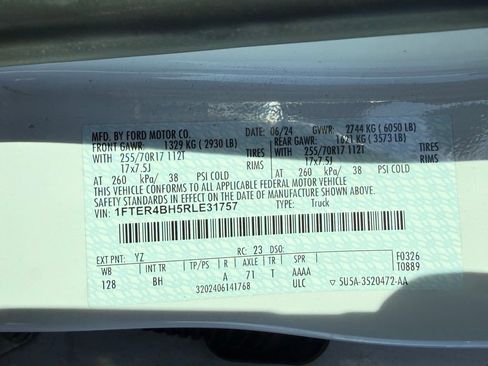 MFD. BY FORD MOTOR CO. DATE: 06/24 GVWR: 2744 KG ( 6050 LB)
FRONT GAWR: 1329 KG ( 2930 LB) REAR GAWR: 1621 KG ( 3573 LB)
WITH 255/70R17 112T TIRES WITH 255/70R17 112T TIRES
17x7.5J RIMS 17x7.5J RIMS
AT 260 kPa/ 38 PSI COLD AT 260 kPa/ 38 PSI COLD
THIS VEHICLE CONFORMS TO ALL APPLICABLE FEDERAL MOTOR VEHICLE
SAFETY STANDARDS IN EFFECT ON THE DATE OF MANUFACTURE SHOWN ABOVE.
VIN: 1FTER4BH5RLE31757 TYPE: Truck
EXT PNT: YZ RC: 23 DSO: F0326
WB INT TR TP/PS R AXLE TR SPR T0889
128 BH A 71 T AAAA
3202406141768 ULC ▽ 5U5A-3520472-AA